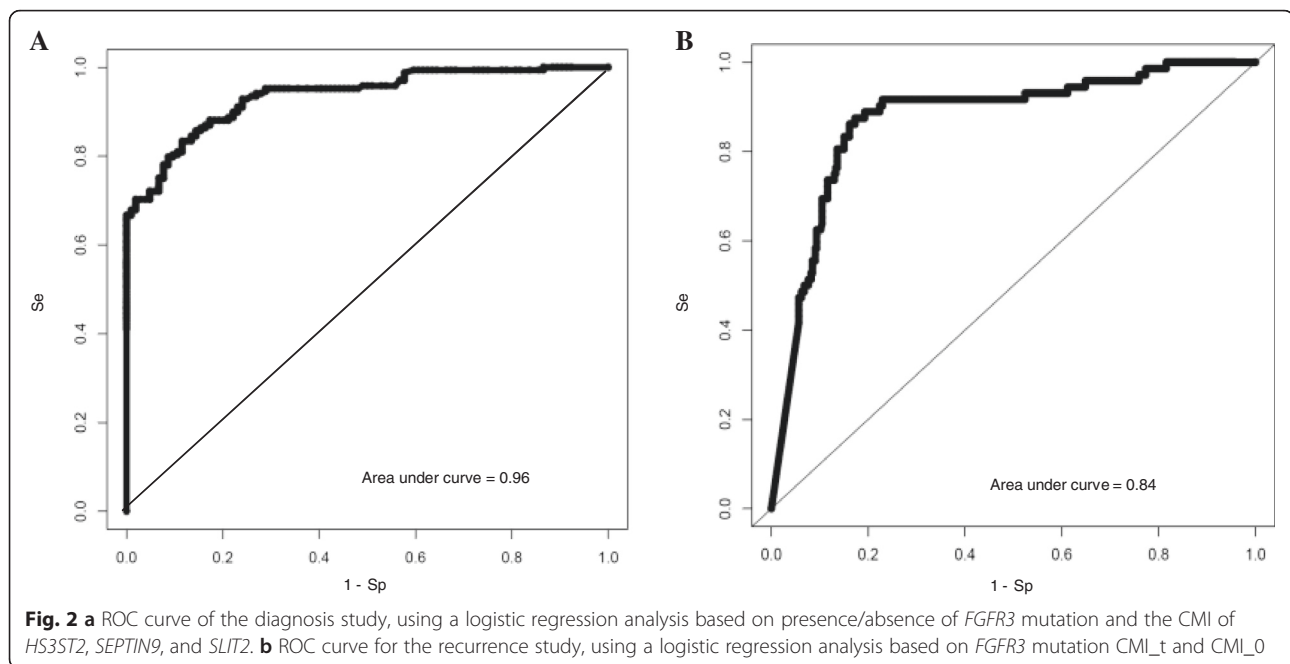 A
1.0
0.8
0.6
0.4
0.2
0.0
Se
Area under curve = 0.96
0.0 0.2 0.4 0.6 0.8 1.0
1 - Sp
B
1.0
0.8
0.6
0.4
0.2
0.0
Se
Area under curve = 0.84
0.0 0.2 0.4 0.6 0.8 1.0
1 - Sp
Fig. 2 a ROC curve of the diagnosis study, using a logistic regression analysis based on presence/absence of FGFR3 mutation and the CMI of
HS3ST2, SEPTIN9, and SLIT2. b ROC curve for the recurrence study, using a logistic regression analysis based on FGFR3 mutation CMI_t and CMI_0